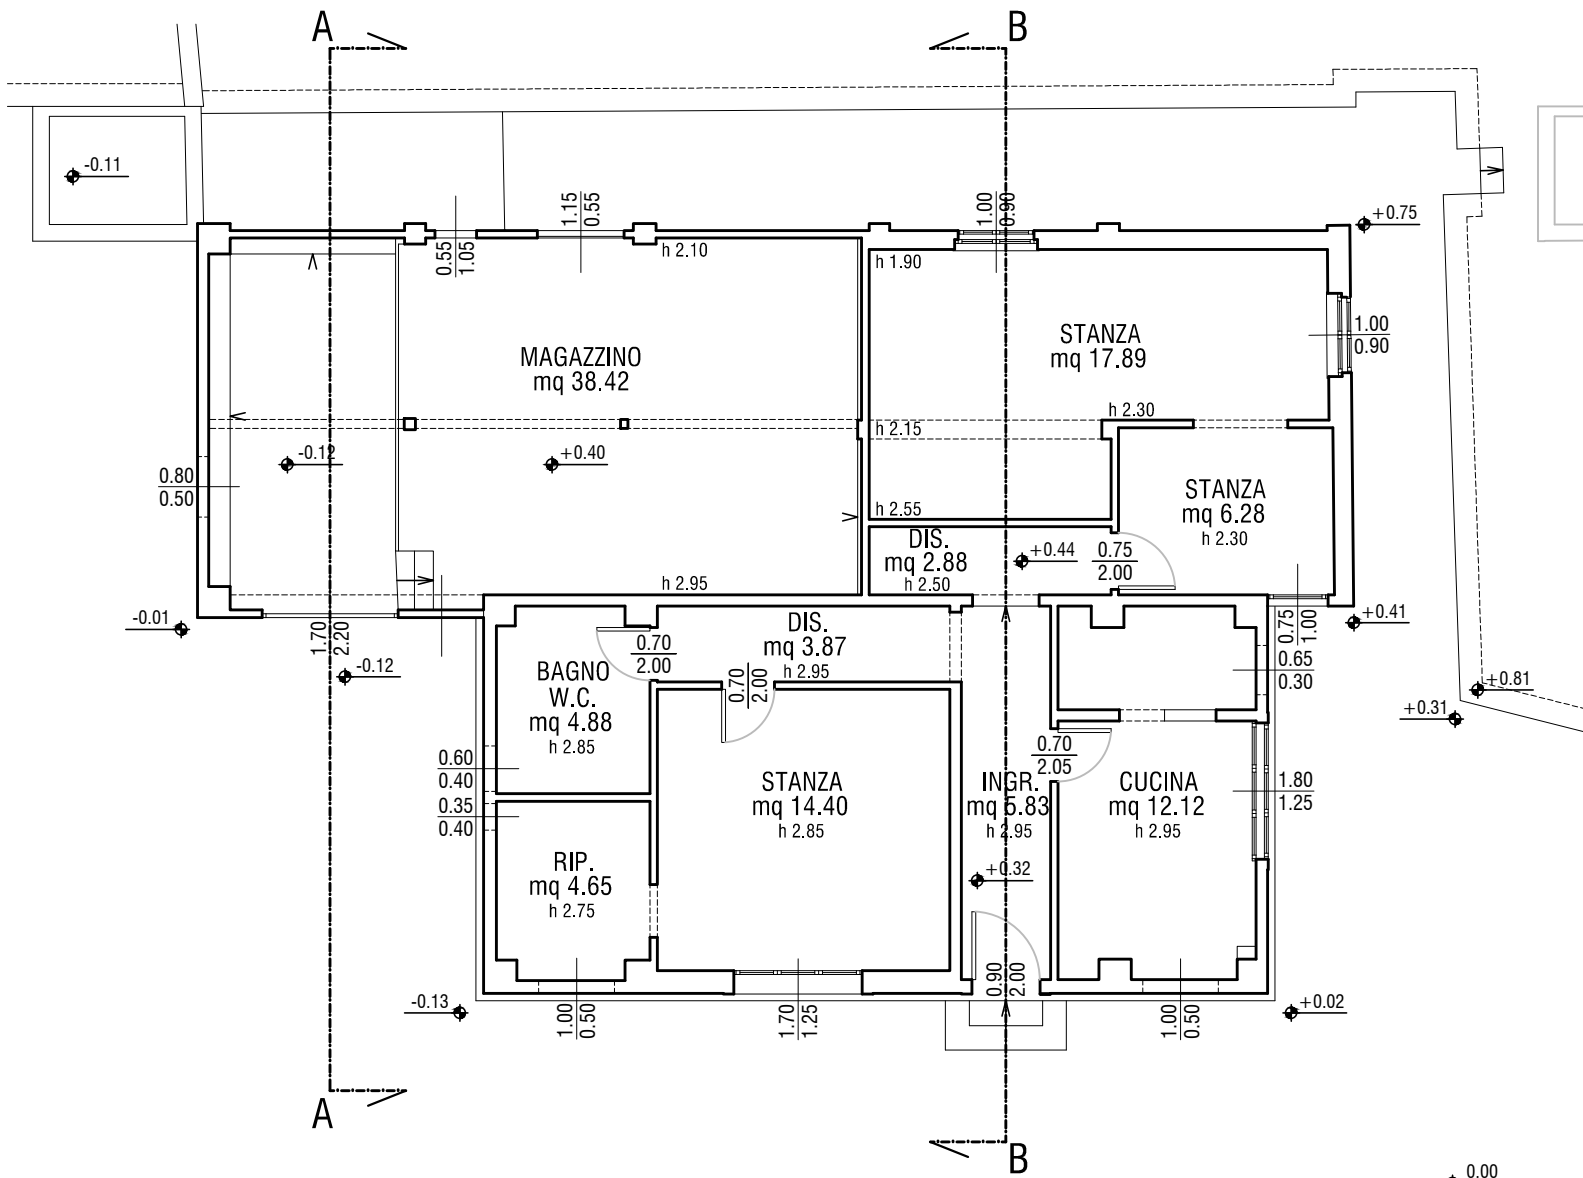 A
B
-0.11
1.15
0.55
1.00
0.90
+0.75
0.55
1.05
h 2.10
h 1.90
MAGAZZINO
mq 38.42
STANZA
mq 17.89
1.00
0.90
h 2.30
h 2.15
-0.12
+0.40
0.80
0.50
STANZA
mq 6.28
h 2.30
h 2.55
DIS.
mq 2.88
h 2.50
+0.44
0.75
2.00
h 2.95
-0.01
1.70
2.20
-0.12
DIS.
mq 3.87
h 2.95
0.70
2.00
0.70
2.00
0.75
1.00
+0.41
0.65
0.30
+0.81
+0.31
BAGNO
W.C.
mq 4.88
h 2.85
0.60
0.40
0.35
0.40
STANZA
mq 14.40
h 2.85
INGR.
mq 5.83
h 2.95
0.70
2.05
CUCINA
mq 12.12
h 2.95
1.80
1.25
RIP.
mq 4.65
h 2.75
+0.32
0.90
2.00
-0.13
1.00
0.50
1.70
1.25
1.00
0.50
+0.02
A
B
0.00